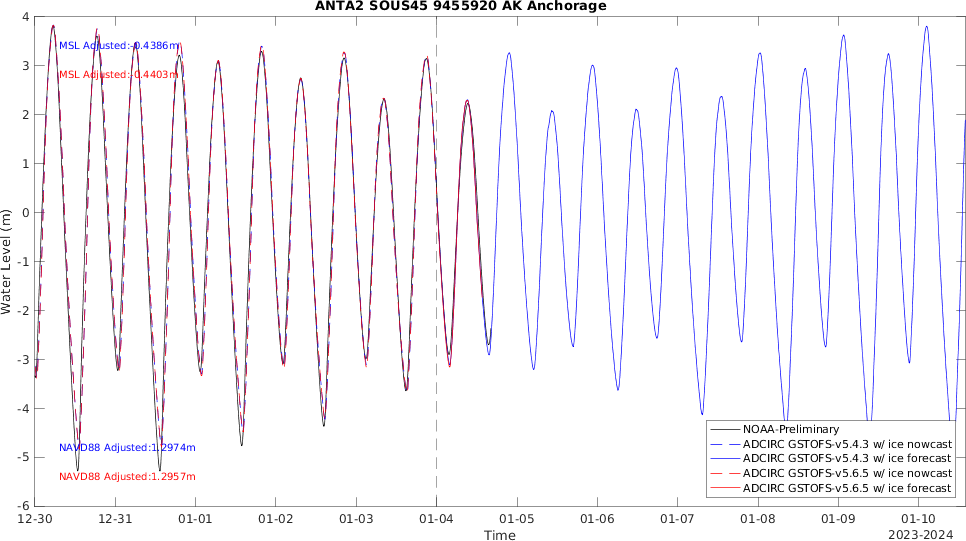 ANTA2 SOUS45 9455920 AK Anchorage
4
3
2
1
0
-1
-2
-3
-4
-5
-6
Water Level (m)
MSL Adjusted:-0.4386m
MSL Adjusted:-0.4403m
NAVD88 Adjusted:1.2974m
NAVD88 Adjusted:1.2957m
NOAA-Preliminary
ADCIRC GSTOFS-v5.4.3 w/ ice nowcast
ADCIRC GSTOFS-v5.4.3 w/ ice forecast
ADCIRC GSTOFS-v5.6.5 w/ ice nowcast
ADCIRC GSTOFS-v5.6.5 w/ ice forecast
12-30 12-31 01-01 01-02 01-03 01-04 01-05 01-06 01-07 01-08 01-09 01-10
Time
2023-2024